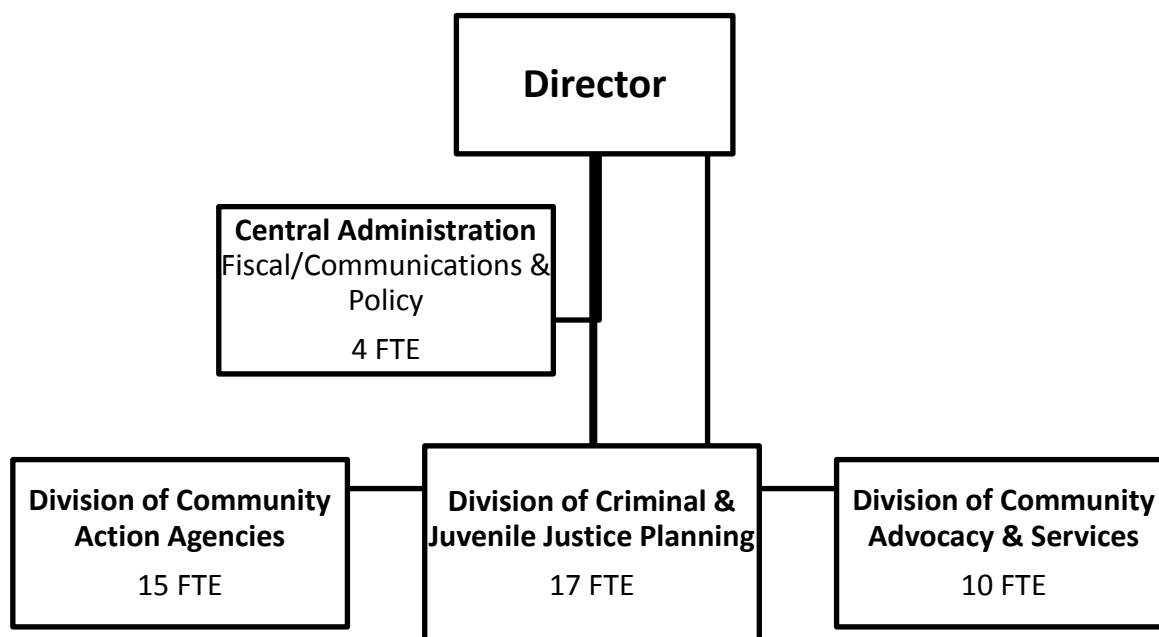 Director
Central Administration
Fiscal/Communications &
Policy
4 FTE
Division of Community
Action Agencies
15 FTE
Division of Criminal &
Juvenile Justice Planning
17 FTE
Division of Community
Advocacy & Services
10 FTE